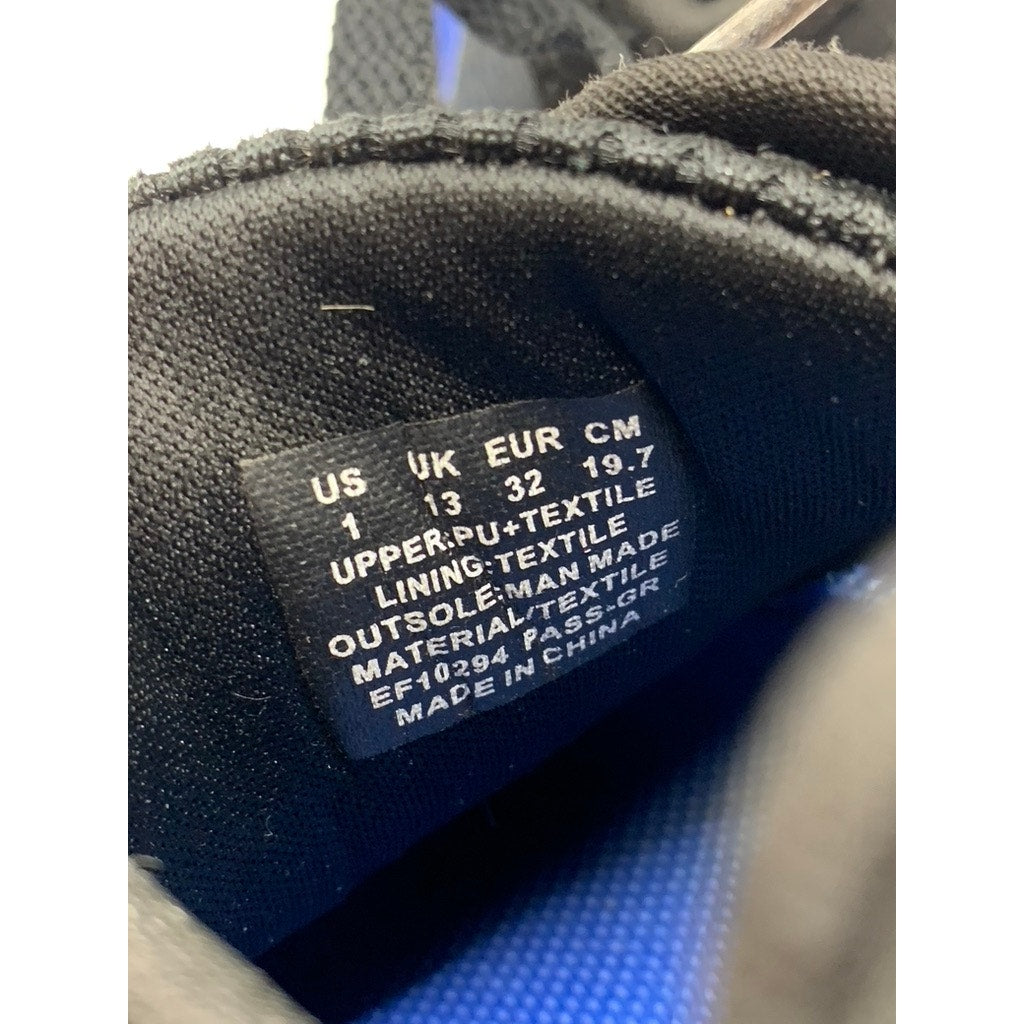 US UK EUR CM
1 13 32 19.7
UPPER:PU+TEXTILE
LINING:TEXTILE
OUTSOLE:MAN MADE
MATERIAL/TEXTILE
EF10294 PASS-GR
MADE IN CHINA